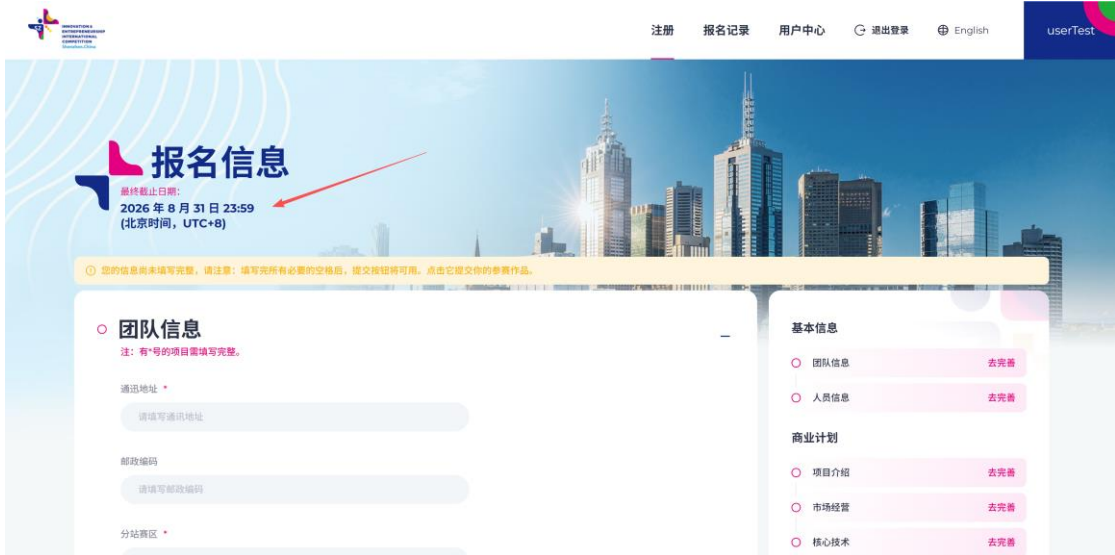 INNOVATION &
ENTREPRENEURSHIP
INTERNATIONAL
COMPETITION
Shenzhen China
注册
报名记录
用户中心
退出登录
English
userTest
报名信息
最终截止日期:
2026 年 8 月 31 日 23:59
(北京时间，UTC+8)
您的信息尚未填写完整，请注意：填写完所有必要的空格后，提交按钮将可用。点击它提交你的参赛作品。
团队信息
注：有*号的项目需填写完整。
通讯地址 *
请填写通讯地址
邮政编码
请填写邮政编码
分站赛区 *
基本信息
团队信息 去完善
人员信息 去完善
商业计划
项目介绍 去完善
市场经营 去完善
核心技术 去完善